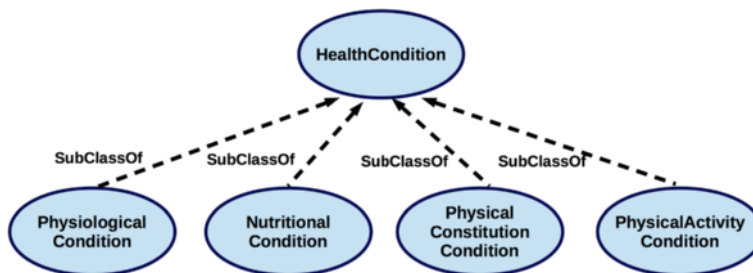 HealthCondition
SubClassOf
SubClassOf
SubClassOf
SubClassOf
Physiological
Condition
Nutritional
Condition
Physical
Constitution
Condition
PhysicalActivity
Condition